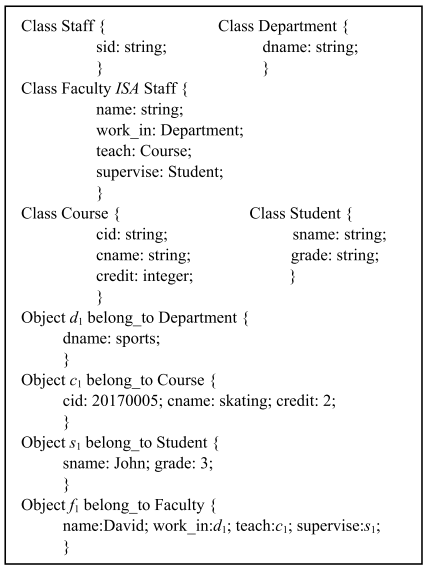 Class Staff { Class Department {
sid: string; dname: string;
} }
Class Faculty ISA Staff {
name: string;
work_in: Department;
teach: Course;
supervise: Student;
}
Class Course { Class Student {
cid: string; sname: string;
cname: string; grade: string;
credit: integer; }
}
Object d1 belong_to Department {
dname: sports;
}
Object c1 belong_to Course {
cid: 20170005; cname: skating; credit: 2;
}
Object s1 belong_to Student {
sname: John; grade: 3;
}
Object f1 belong_to Faculty {
name:David; work_in:d1; teach:c1; supervise:s1;
}